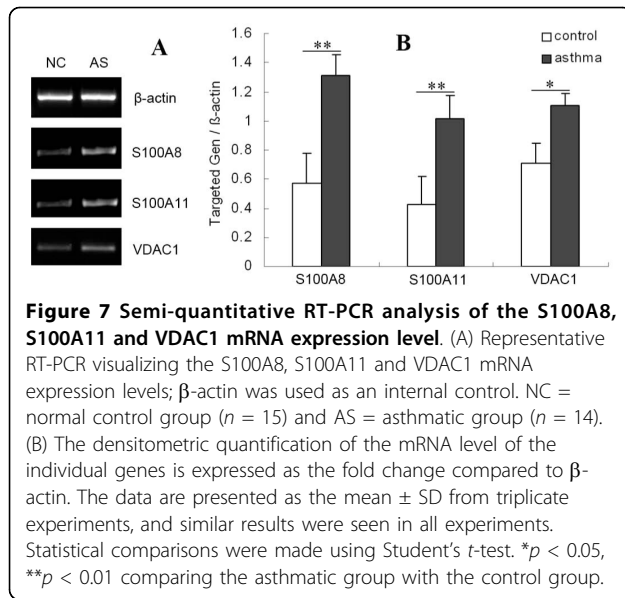 A
NC AS
β-actin
S100A8
S100A11
VDAC1
B
control
asthma
Targeted Gen / ß-actin
1.6
1.4
1.2
1
0.8
0.6
0.4
0.2
0
**
**
*
S100A8 S100A11 VDAC1
Figure 7 Semi-quantitative RT-PCR analysis of the S100A8,
S100A11 and VDAC1 mRNA expression level. (A) Representative
RT-PCR visualizing the S100A8, S100A11 and VDAC1 mRNA
expression levels; β-actin was used as an internal control. NC =
normal control group (n = 15) and AS = asthmatic group (n = 14).
(B) The densitometric quantification of the mRNA level of the
individual genes is expressed as the fold change compared to β-
actin. The data are presented as the mean ± SD from triplicate
experiments, and similar results were seen in all experiments.
Statistical comparisons were made using Student's t-test. *p < 0.05,
**p < 0.01 comparing the asthmatic group with the control group.